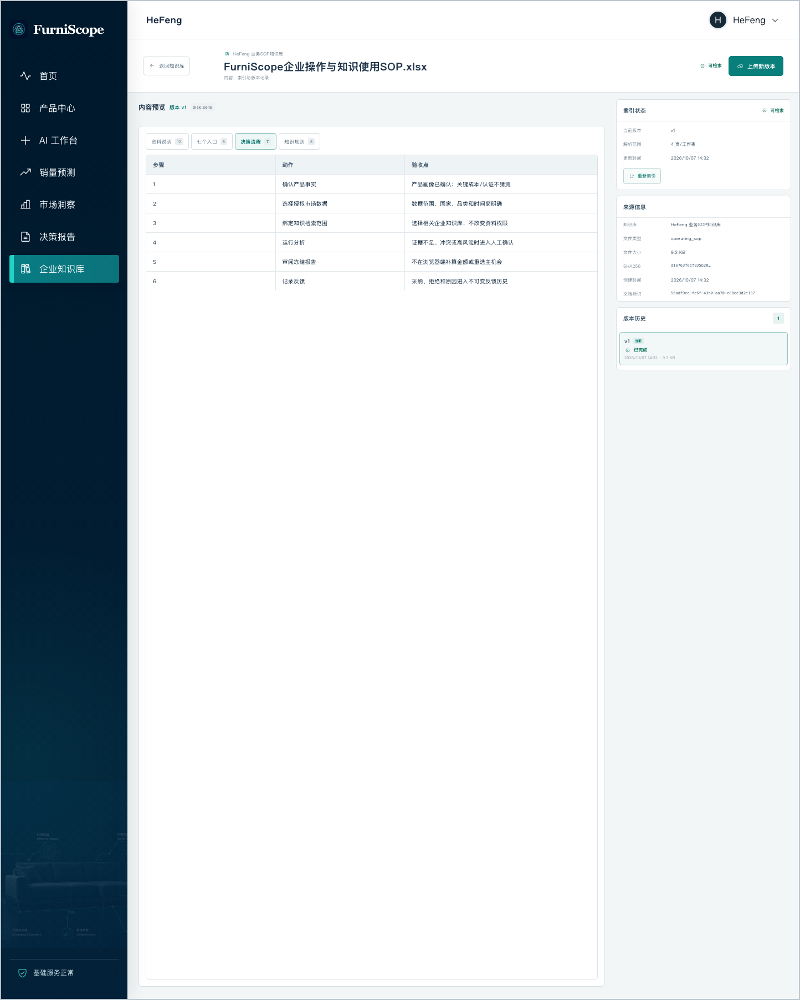 FurniScope
首页
产品中心
AI 工作台
销量预测
市场洞察
决策报告
企业知识库
基础服务正常
HeFeng
H HeFeng
返回知识库
HeFeng 业务SOP知识库
FurniScope企业操作与知识使用SOP.xlsx
内容、索引与版本记录
可检索
上传新版本
内容预览 版本 v1 xlsx_cells
资料说明 12 七个入口 8 决策流程 7 知识规则 8
步骤 动作 验收点
1 确认产品事实 产品画像已确认；关键成本/认证不猜测
2 选择授权市场数据 数据范围、国家、品类和时间窗明确
3 绑定知识检索范围 选择相关企业知识库；不改变资料权限
4 运行分析 证据不足、冲突或高风险时进入人工确认
5 审阅冻结报告 不在浏览器端补算金额或重选主机会
6 记录反馈 采纳、拒绝和原因进入不可变反馈历史
索引状态 可检索
当前版本 v1
解析范围 4 页/工作表
更新时间 2026/10/07 14:32
重新索引
来源信息
知识库 HeFeng 业务SOP知识库
文件类型 operating_sop
文件大小 9.3 KB
SHA256 d1e763f6cf935b20…
创建时间 2026/10/07 14:32
文档标识 50adf9ee-fe6f-43b0-aa70-e88ee3d2e137
版本历史 1
v1 当前
已完成
2026/10/07 14:32 · 9.3 KB